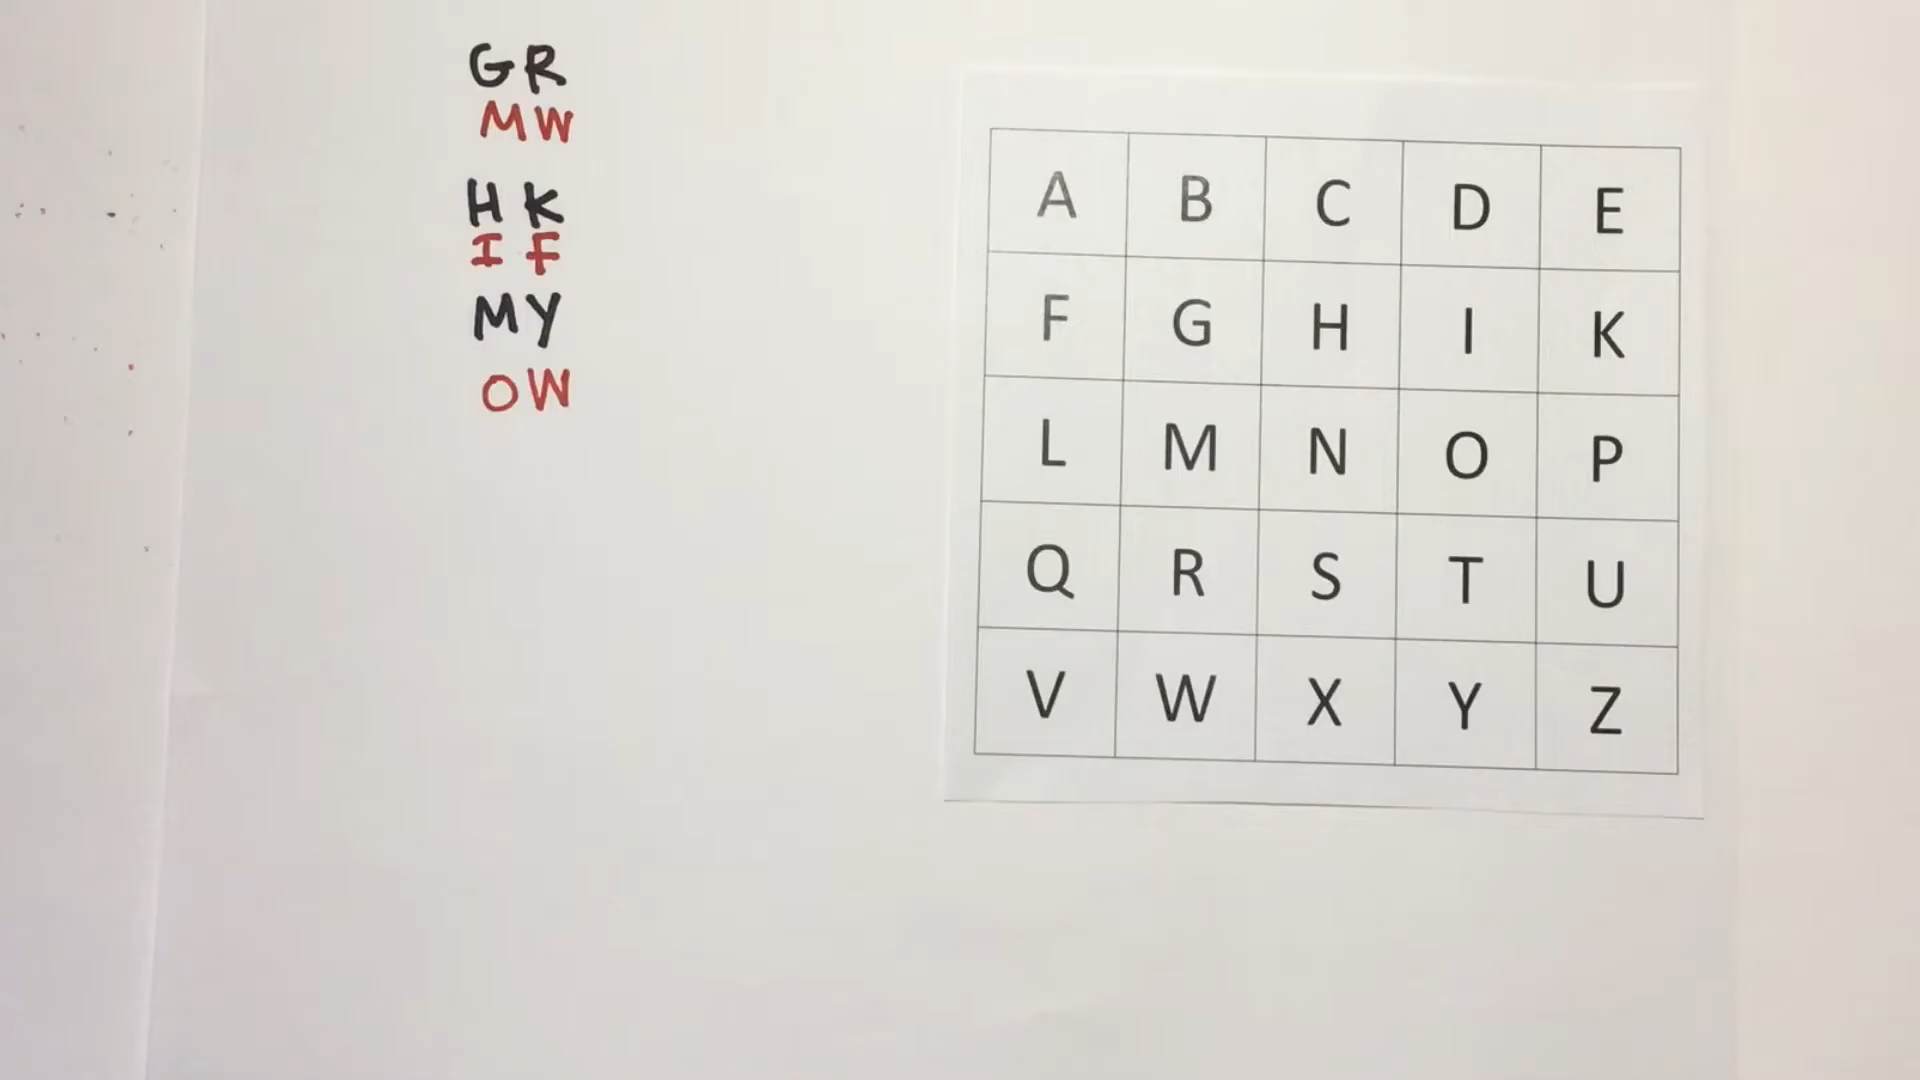 GR
MW
HK
IF
MY
OW
A B C D E
F G H I K
L M N O P
Q R S T U
V W X Y Z